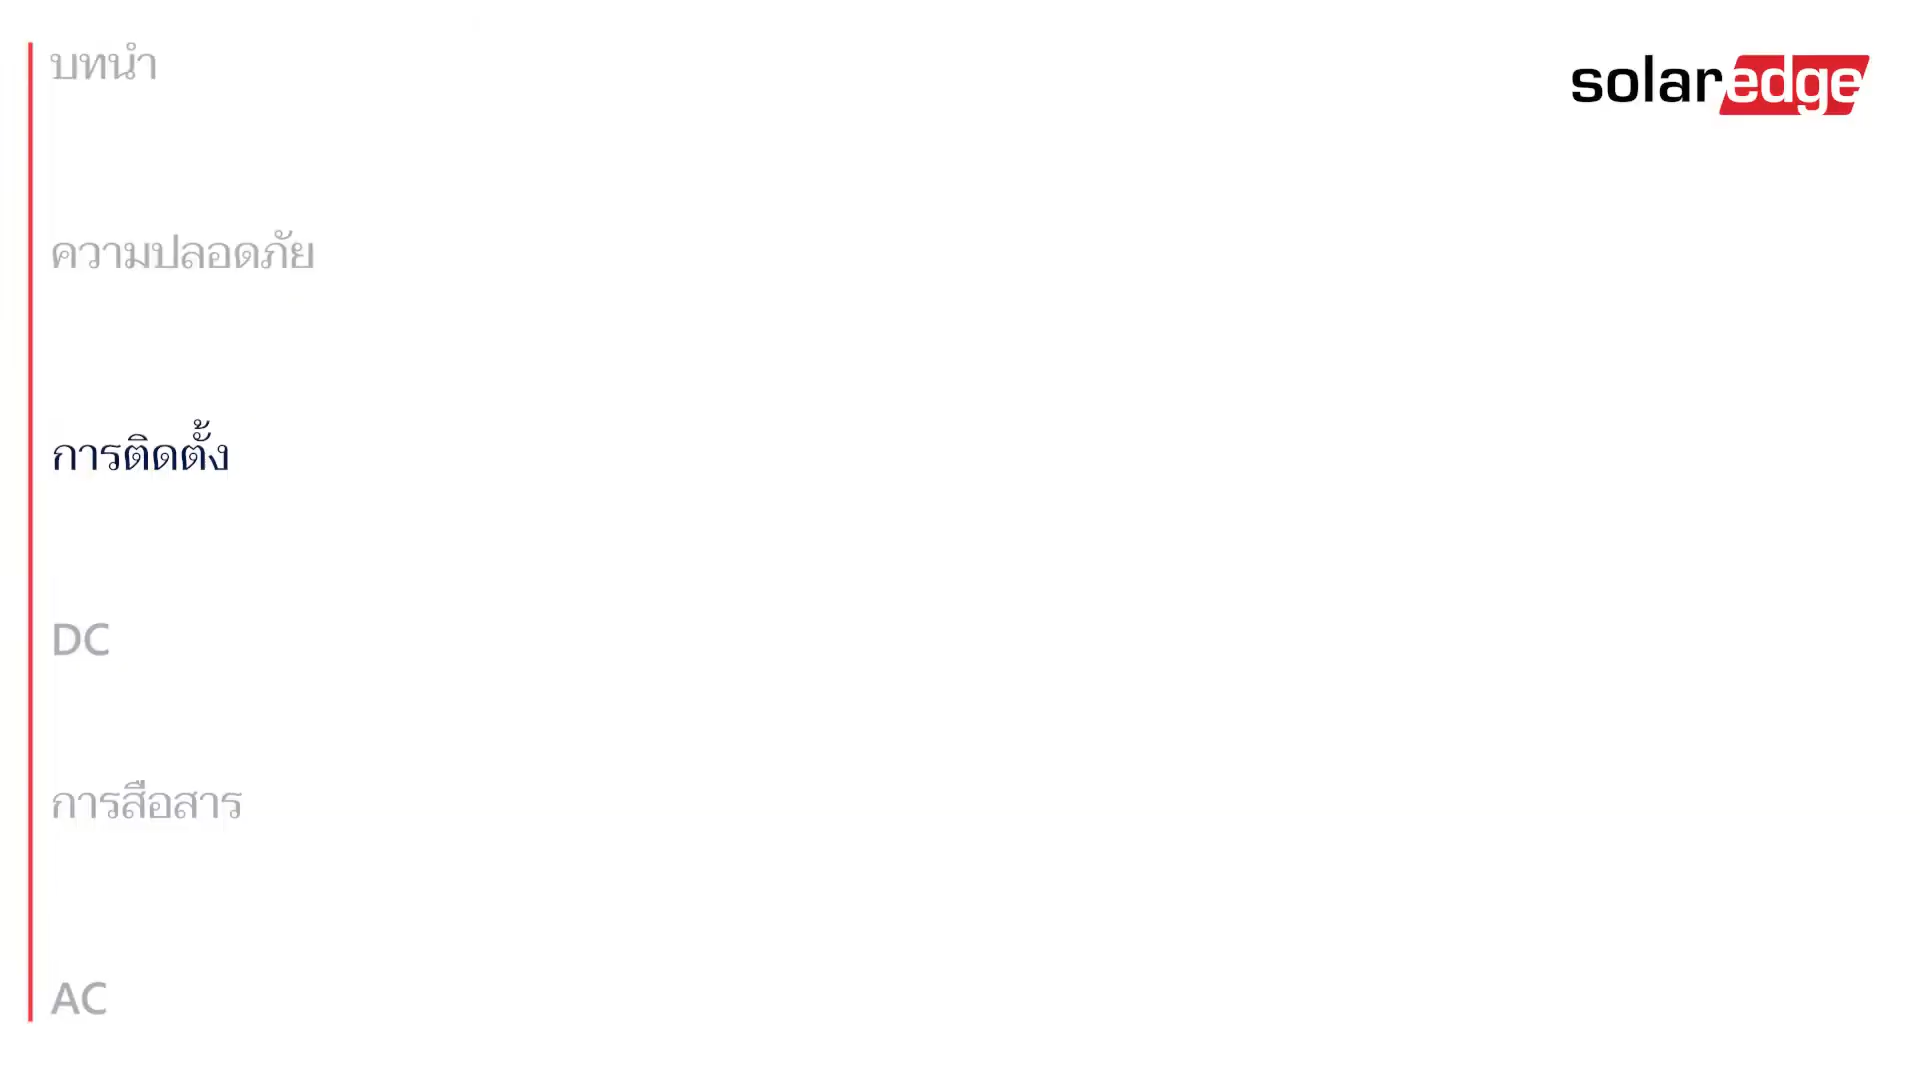 บทนำ
solaredge
ความปลอดภัย
การติดตั้ง
DC
การสื่อสาร
AC